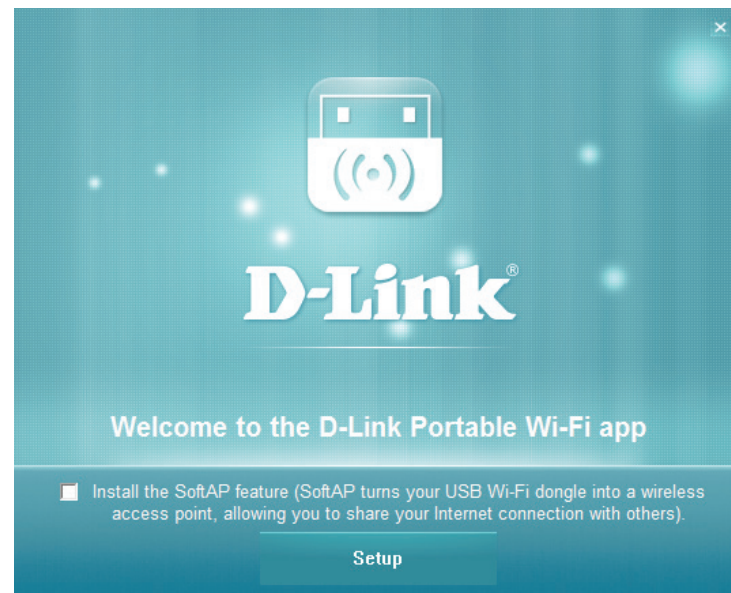 D-Link®
Welcome to the D-Link Portable Wi-Fi app
Install the SoftAP feature (SoftAP turns your USB Wi-Fi dongle into a wireless
access point, allowing you to share your Internet connection with others).
Setup